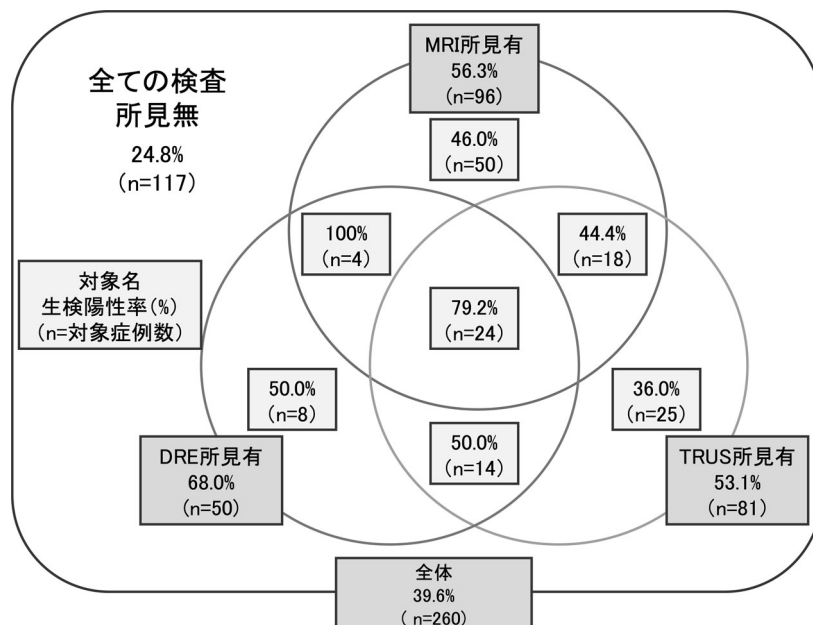 MRI所見有
56.3%
(n=96)
全ての検査
所見無
24.8%
(n=117)
46.0%
(n=50)
100%
(n=4)
44.4%
(n=18)
対象名
生検陽性率(%)
(n=対象症例数)
79.2%
(n=24)
50.0%
(n=8)
36.0%
(n=25)
DRE所見有
68.0%
(n=50)
50.0%
(n=14)
TRUS所見有
53.1%
(n=81)
全体
39.6%
( n=260)